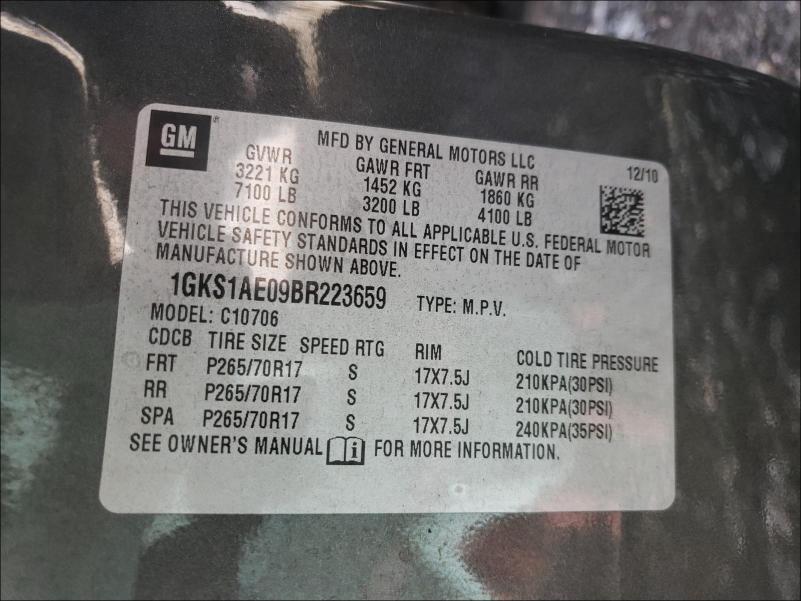 GM
MFD BY GENERAL MOTORS LLC
12/10
GVWR GAWR FRT GAWR RR
3221 KG 1452 KG 1860 KG
7100 LB 3200 LB 4100 LB
THIS VEHICLE CONFORMS TO ALL APPLICABLE U.S. FEDERAL MOTOR
VEHICLE SAFETY STANDARDS IN EFFECT ON THE DATE OF
MANUFACTURE SHOWN ABOVE.
1GKS1AE09BR223659 TYPE: M.P.V.
MODEL: C10706
CDCB TIRE SIZE SPEED RTG RIM COLD TIRE PRESSURE
FRT P265/70R17 S 17X7.5J 210KPA(30PSI)
RR P265/70R17 S 17X7.5J 210KPA(30PSI)
SPA P265/70R17 S 17X7.5J 240KPA(35PSI)
SEE OWNER'S MANUAL i FOR MORE INFORMATION.